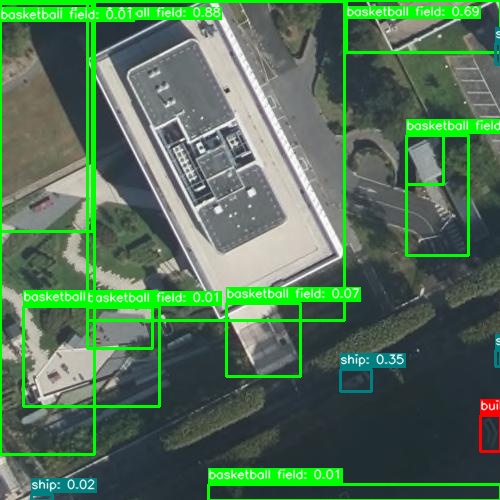 basketball field: 0.01
all field: 0.88
basketball field: 0.69
basketball field
basketball
basketball field: 0.01
basketball field: 0.07
ship: 0.35
s
s
bui
ship: 0.02
basketball field: 0.01